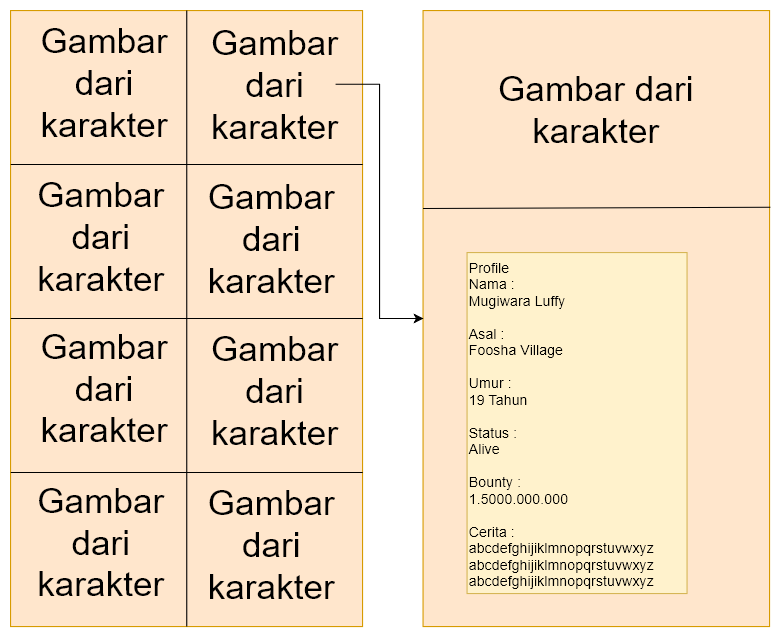 Gambar
dari
karakter
Gambar
dari
karakter
Gambar
dari
karakter
Gambar
dari
karakter
Gambar
dari
karakter
Gambar
dari
karakter
Gambar
dari
karakter
Gambar
dari
karakter
Gambar dari
karakter
Profile
Nama :
Mugiwara Luffy
Asal :
Foosha Village
Umur :
19 Tahun
Status :
Alive
Bounty :
1.5000.000.000
Cerita :
abcdefghijiklmnopqrstuvwxyz
abcdefghijiklmnopqrstuvwxyz
abcdefghijiklmnopqrstuvwxyz